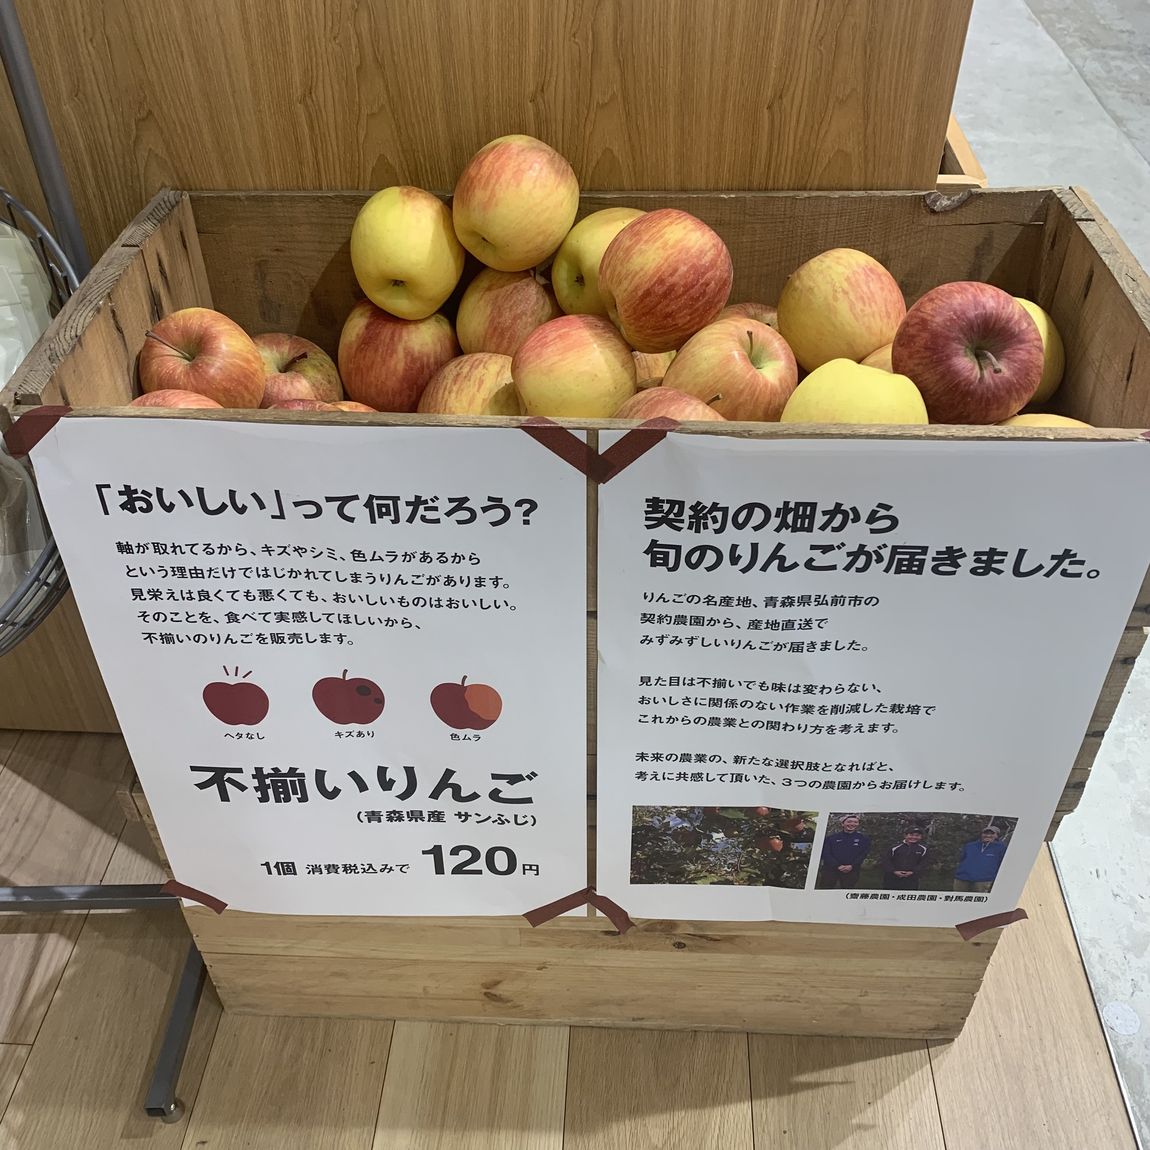 「おいしい」って何だろう?
軸が取れてるから、キズやシミ、色ムラがあるから
という理由だけではじかれてしまうりんごがあります。
見栄えは良くても悪くても、おいしいものはおいしい。
そのことを、食べて実感してほしいから、
不揃いのりんごを販売します。
ヘタなし
キズあり
色ムラ
不揃いりんご
(青森県産 サンふじ)
1個 消費税込みで 120円
契約の畑から
旬のりんごが届きました。
りんごの名産地、青森県弘前市の
契約農園から、産地直送で
みずみずしいりんごが届きました。
見た目は不揃いでも味は変わらない、
おいしさに関係のない作業を削減した栽培で
これからの農業との関わり方を考えます。
未来の農業の、新たな選択肢となればと、
考えに共感して頂いた、3つの農園からお届けします。
(齋藤農園・成田農園・對馬農園)